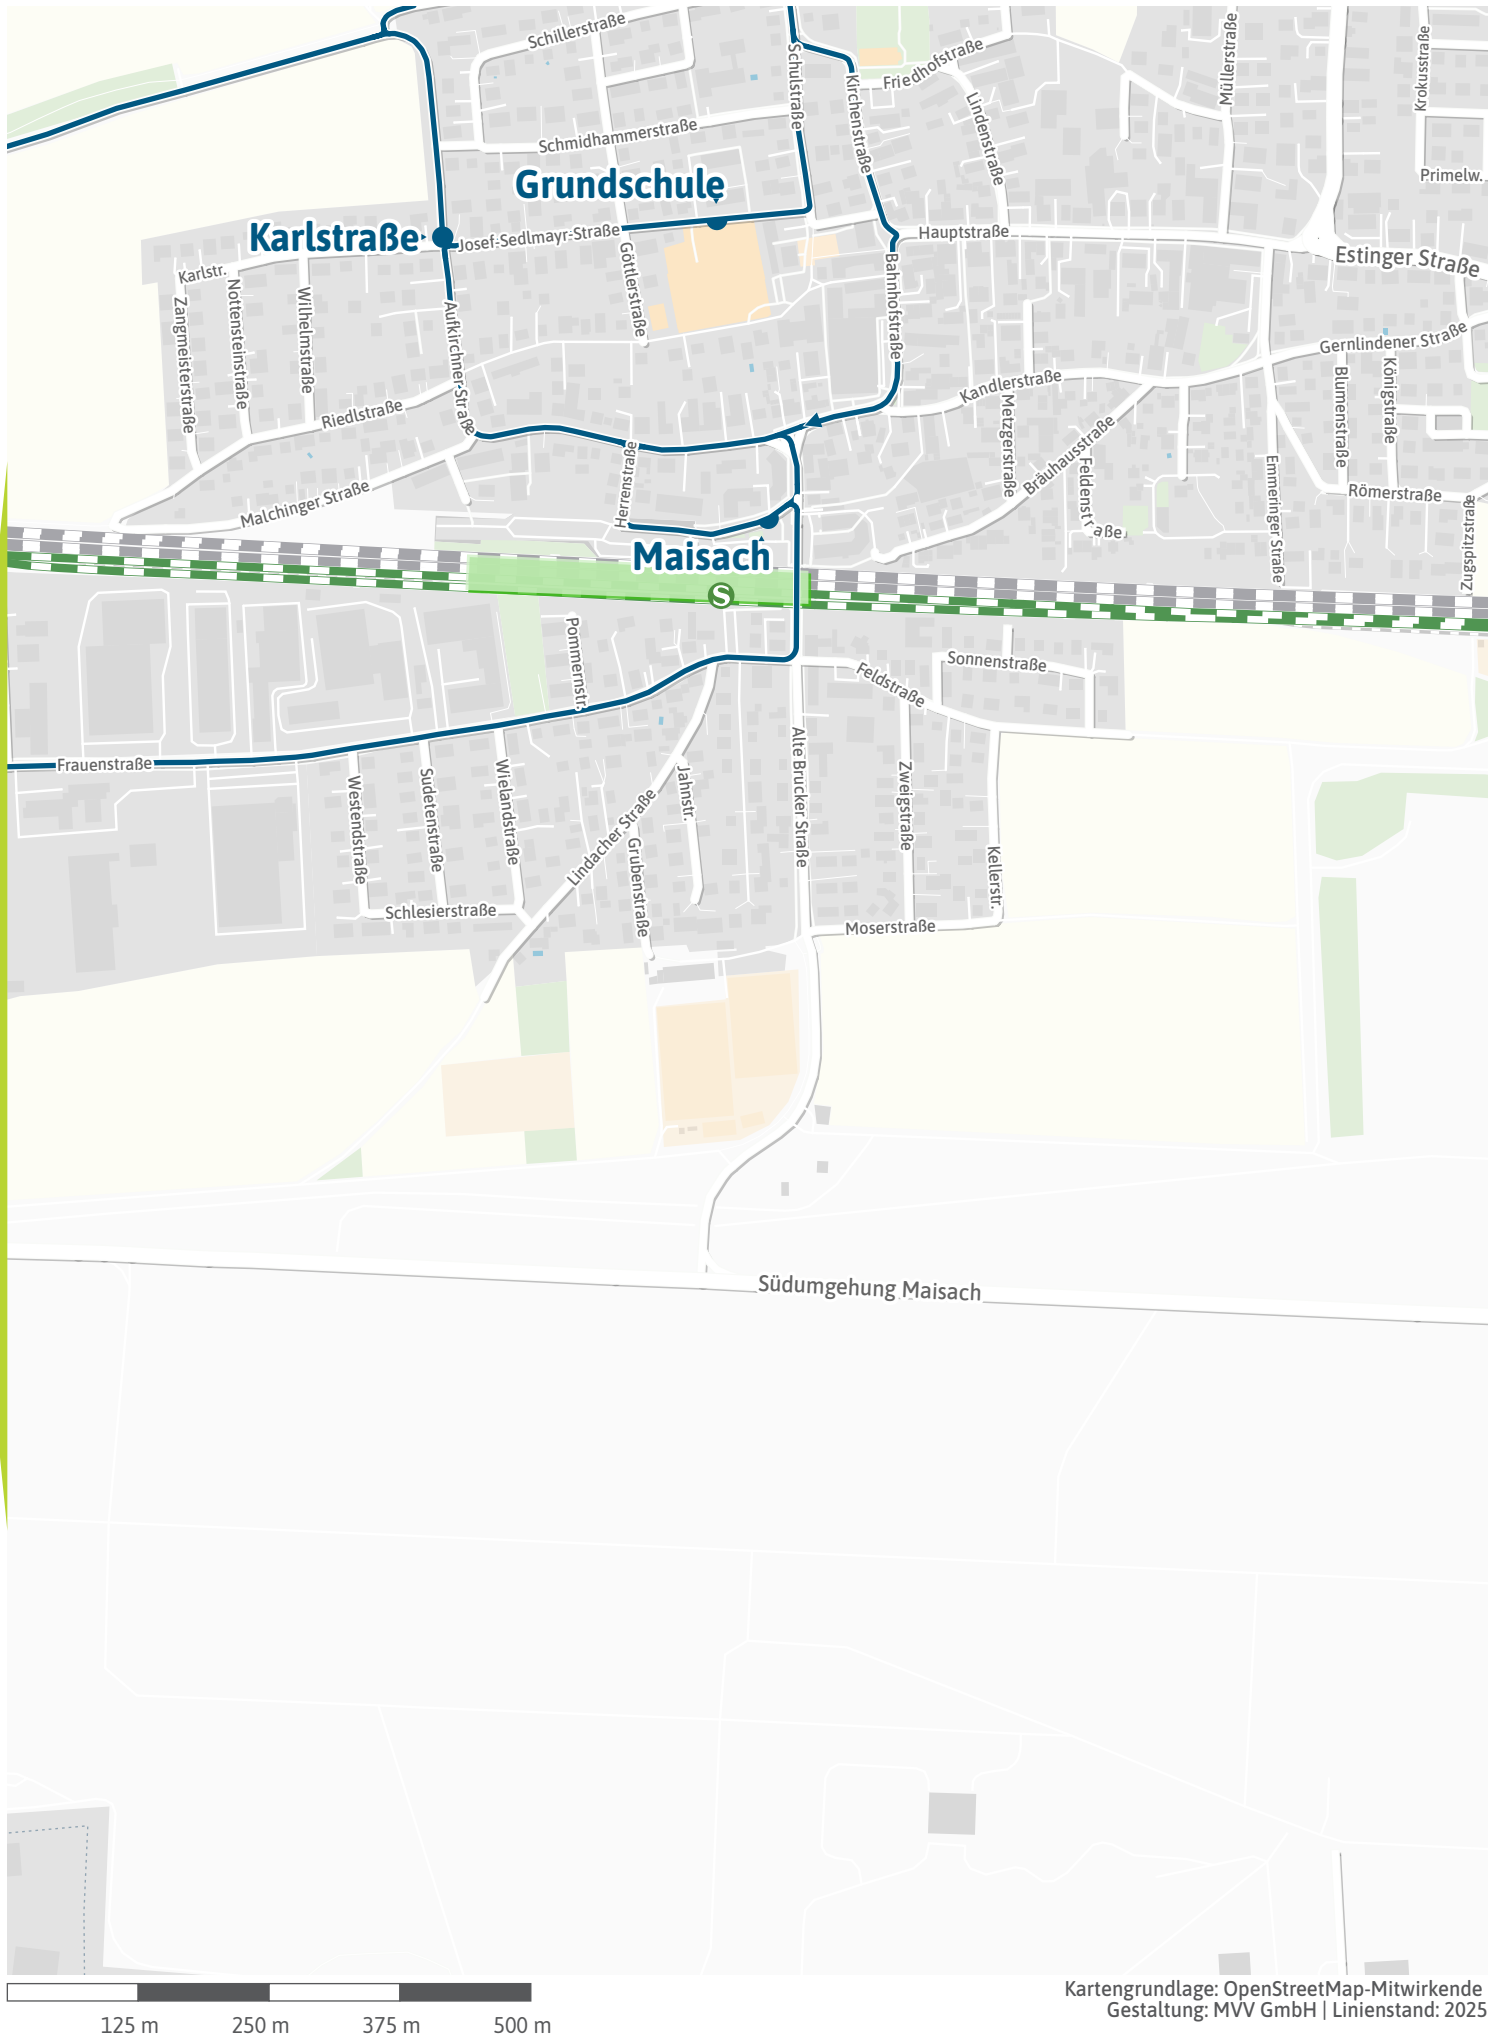 Schillerstraße
Schulstraße
Kirchenstraße
Friedhofstraße
Lindenstraße
Müllerstraße
Krokusstraße
Schmidhammerstraße
Primelw.
Grundschule
Karlstraße
Josef-Sedlmayr-Straße
Hauptstraße
Estinger Straße
Karlstr.
Zangmeisterstraße
Nottensteinstraße
Wilhelmstraße
Aufkirchner Straße
Göttlerstraße
Bahnhofstraße
Gernlindener Straße
Riedlstraße
Kandlerstraße
Metzgerstraße
Bräuhausstraße
Feldenstraße
Blumenstraße
Königstraße
Emmeringer Straße
Römerstraße
Zugspitzstraße
Malchinger Straße
Herrenstraße
Maisach
S
Pommernstr.
Sonnenstraße
Feldstraße
Frauenstraße
Westendstraße
Sudetenstraße
Wielandstraße
Lindacher Straße
Jahnstr.
Grubenstraße
Alte Brucker Straße
Zweigstraße
Kellerstr.
Schlesierstraße
Moserstraße
Südumgehung Maisach
125 m 250 m 375 m 500 m
Kartengrundlage: OpenStreetMap-Mitwirkende
Gestaltung: MVV GmbH | Linienstand: 2025